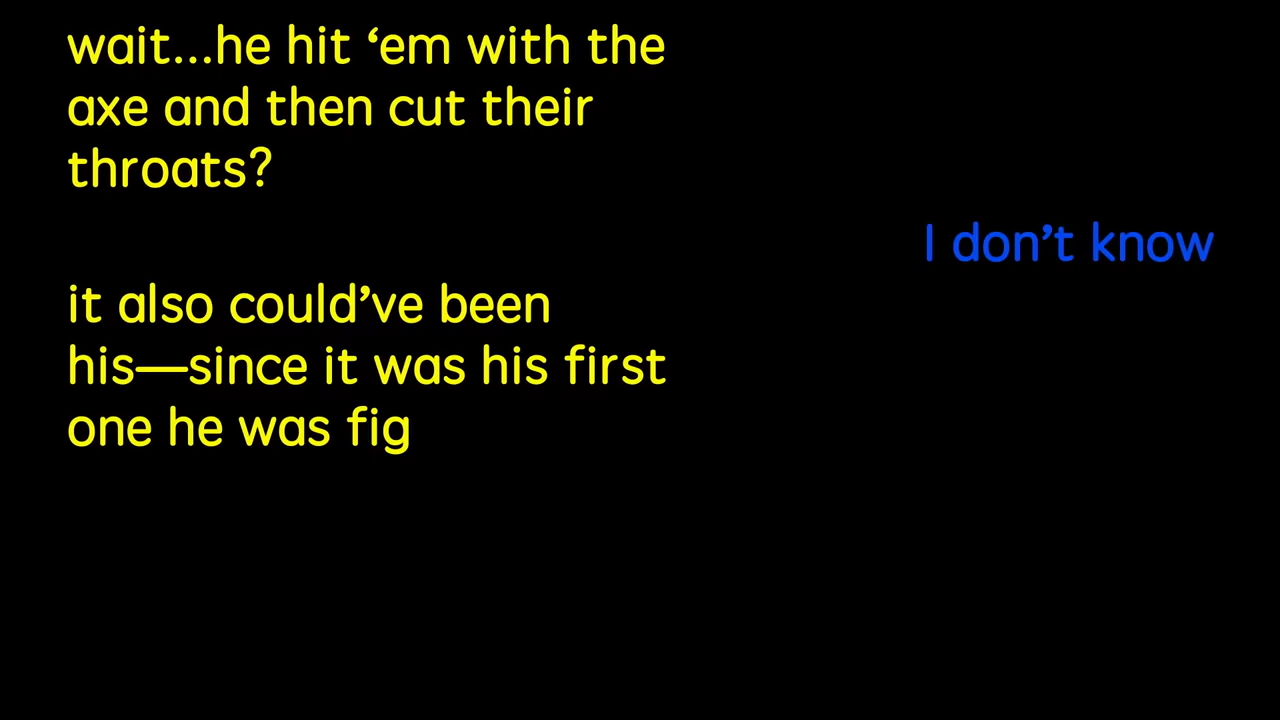 wait...he hit ‘em with the
axe and then cut their
throats?
I don’t know
it also could’ve been
his—since it was his first
one he was fig